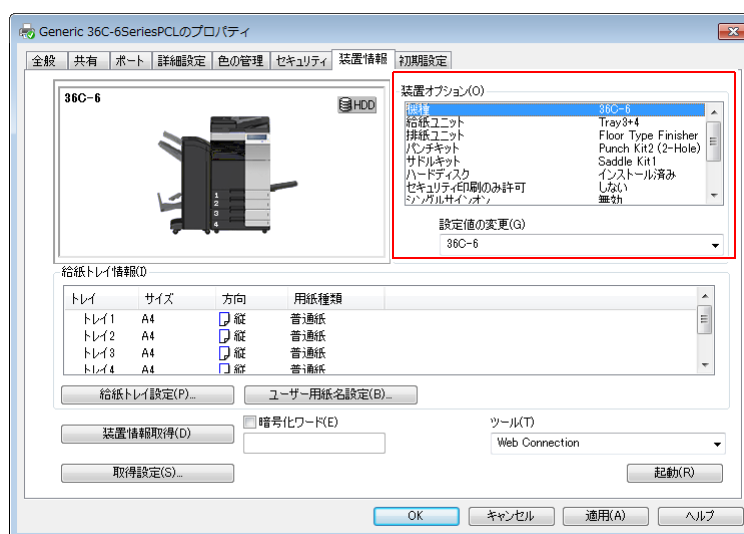 Generic 36C-6SeriesPCLのプロパティ
全般 共有 ポート 詳細設定 色の管理 セキュリティ 装置情報 初期設定
36C-6
HDD
1
2
3
4
装置オプション(O)
機種 36C-6
給紙ユニット Tray3+4
排紙ユニット Floor Type Finisher
パンチキット Punch Kit2 (2-Hole)
サドルキット Saddle Kit1
ハードディスク インストール済み
セキュリティ印刷のみ許可 しない
シングルサインオン 無効
設定値の変更(G)
36C-6
給紙トレイ情報(I)
トレイ サイズ 方向 用紙種類
トレイ1 A4 縦 普通紙
トレイ2 A4 縦 普通紙
トレイ3 A4 縦 普通紙
トレイ4 A4 縦 普通紙
給紙トレイ設定(P)... ユーザー用紙名設定(B)...
装置情報取得(D) 暗号化ワード(E) ツール(T)
Web Connection
取得設定(S)... 起動(R)
OK キャンセル 適用(A) ヘルプ